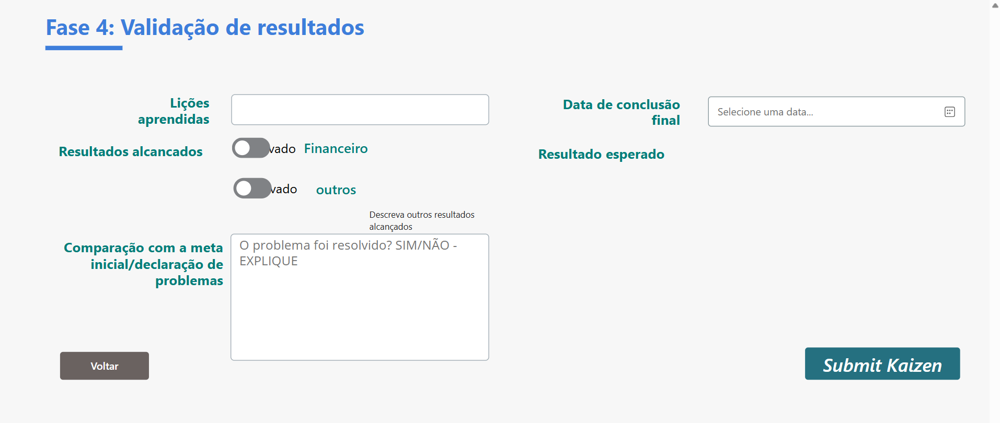 Fase 4: Validação de resultados
Lições
aprendidas
Data de conclusão
final
Selecione uma data...
Resultados alcancados
vado
Financeiro
Resultado esperado
vado
outros
Descreva outros resultados
alcançados
Comparação com a meta
inicial/declaração de
problemas
O problema foi resolvido? SIM/NÃO -
EXPLIQUE
Voltar
Submit Kaizen